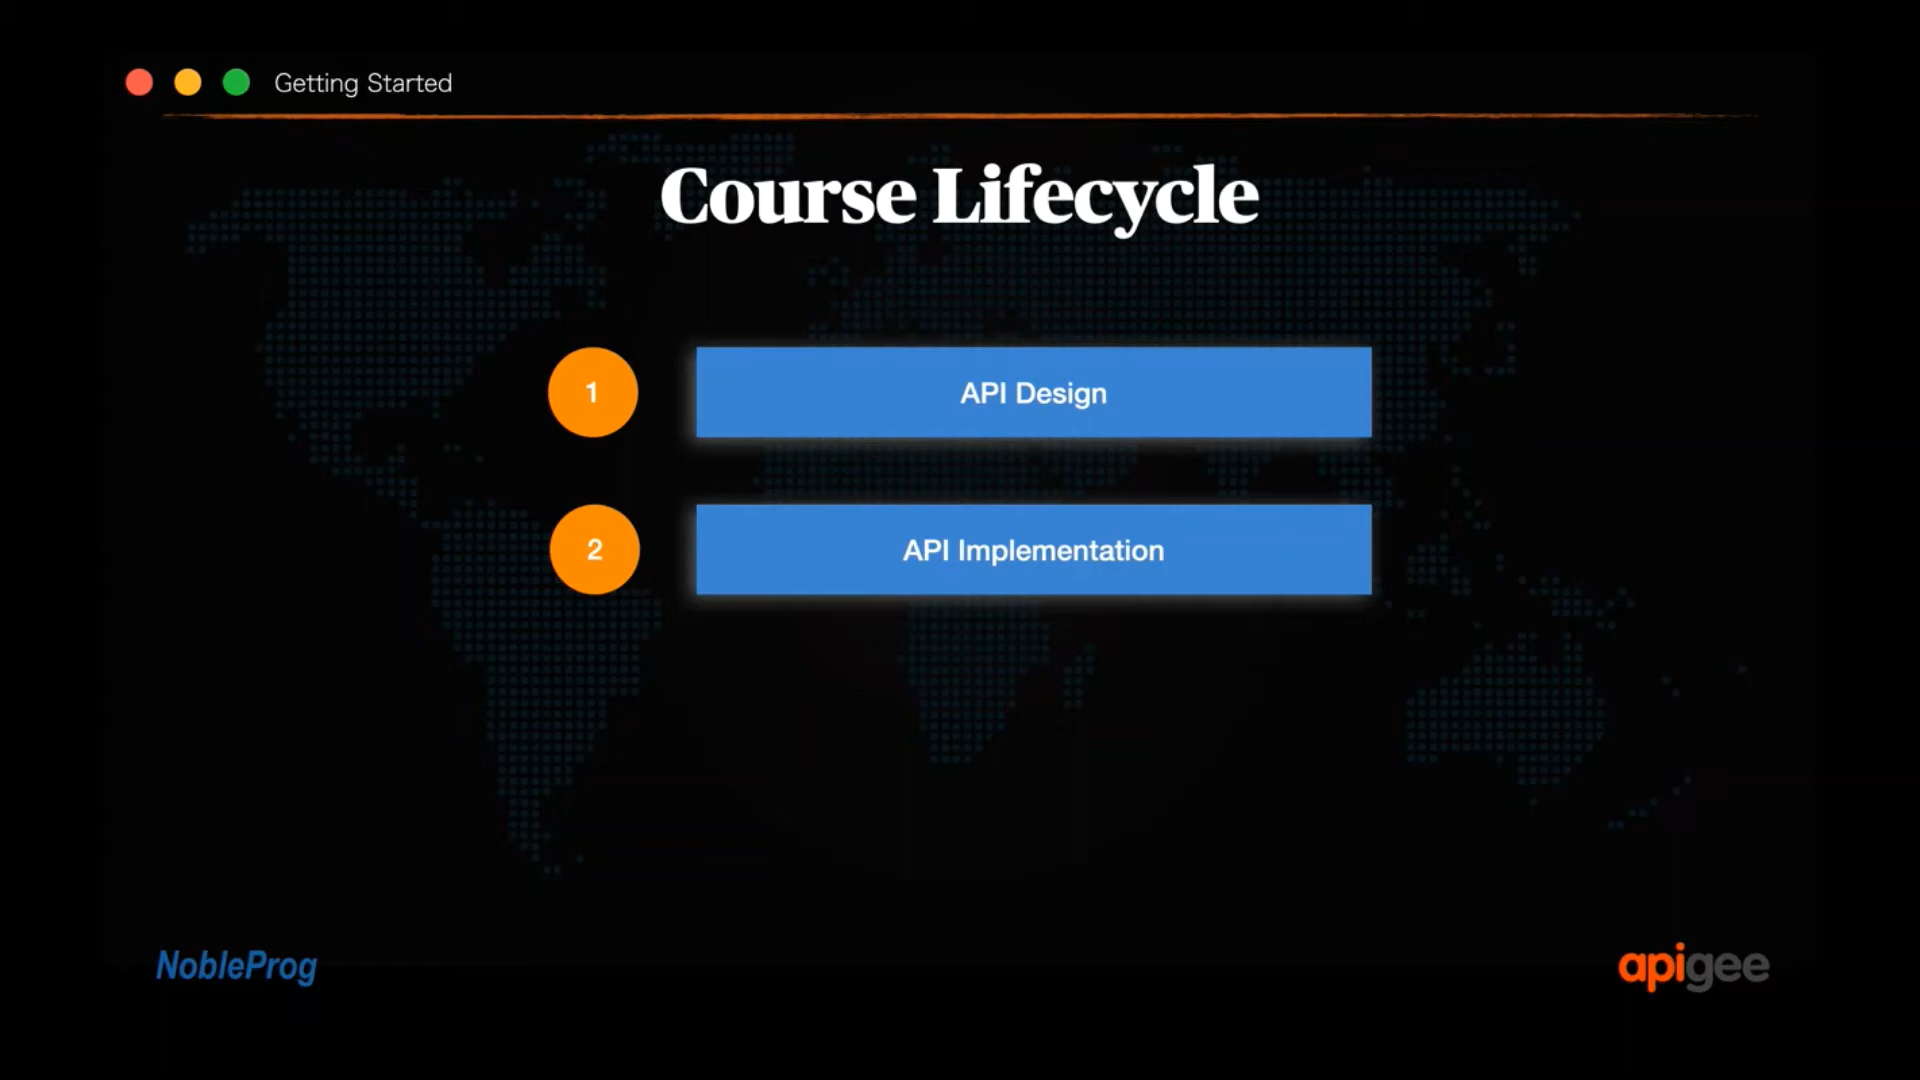 Getting Started
Course Lifecycle
1
API Design
2
API Implementation
NobleProg
apigee